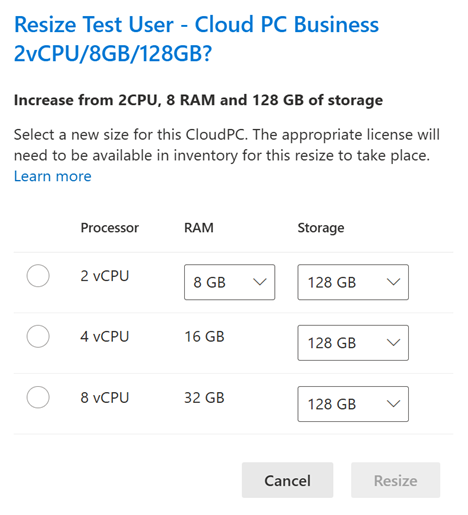 Resize Test User - Cloud PC Business
2vCPU/8GB/128GB?
Increase from 2CPU, 8 RAM and 128 GB of storage
Select a new size for this CloudPC. The appropriate license will
need to be available in inventory for this resize to take place.
Learn more
Processor RAM Storage
2 vCPU 8 GB 128 GB
4 vCPU 16 GB 128 GB
8 vCPU 32 GB 128 GB
Cancel Resize